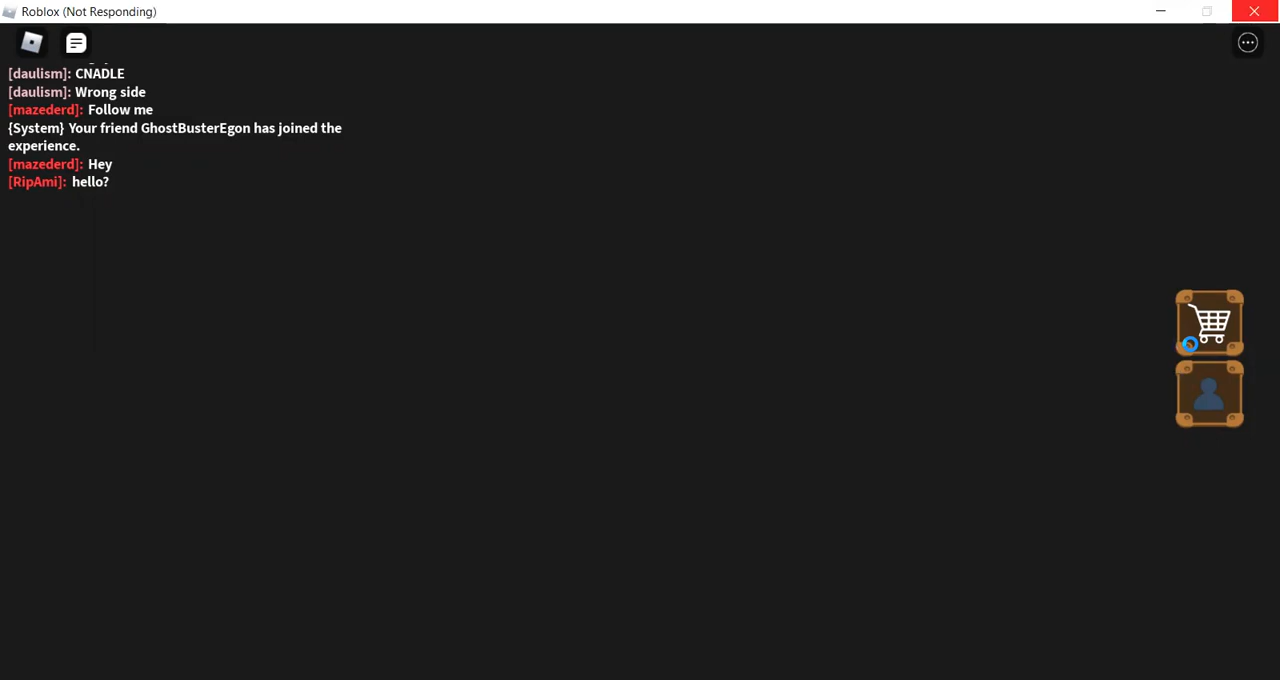 Roblox (Not Responding)
[daulism]: CNADLE
[daulism]: Wrong side
[mazederd]: Follow me
{System} Your friend GhostBusterEgon has joined the
experience.
[mazederd]: Hey
[RipAmi]: hello?